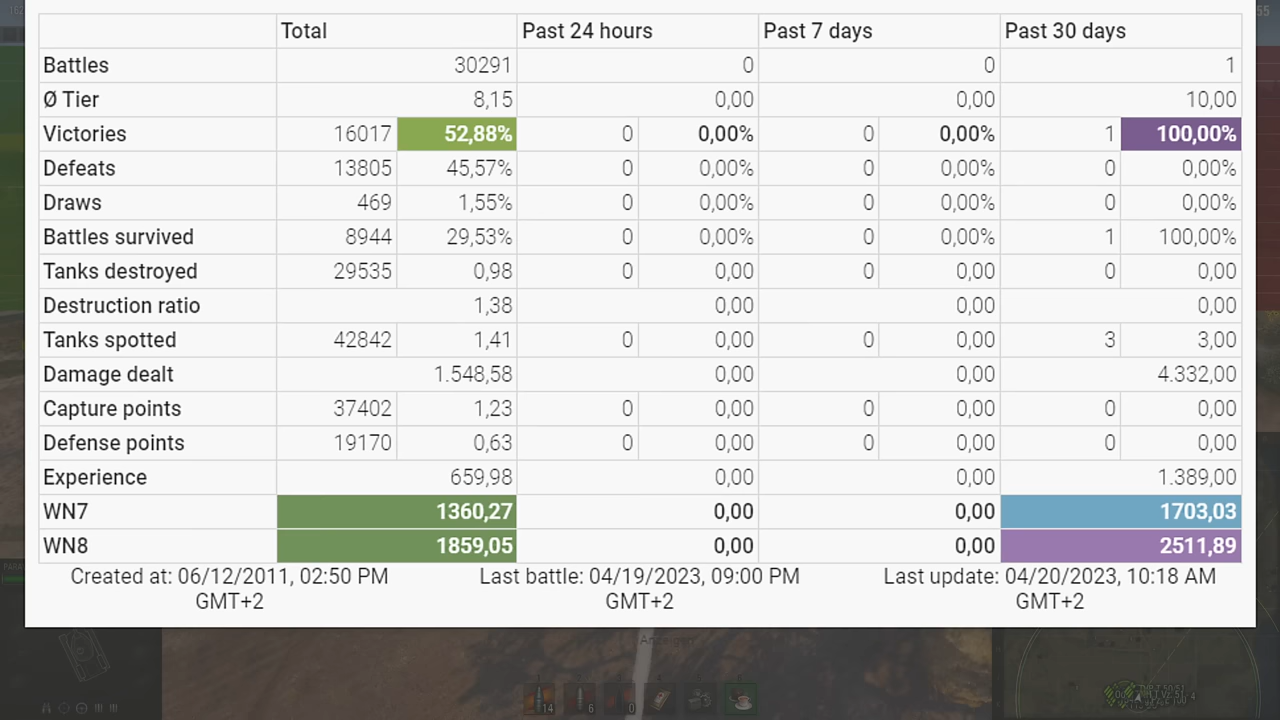 Total Past 24 hours Past 7 days Past 30 days
Battles 30291 0 0 1
Ø Tier 8,15 0,00 0,00 10,00
Victories 16017 52,88% 0 0,00% 0 0,00% 1 100,00%
Defeats 13805 45,57% 0 0,00% 0 0,00% 0 0,00%
Draws 469 1,55% 0 0,00% 0 0,00% 0 0,00%
Battles survived 8944 29,53% 0 0,00% 0 0,00% 1 100,00%
Tanks destroyed 29535 0,98 0 0,00 0 0,00 0 0,00
Destruction ratio 1,38 0,00 0,00 0,00
Tanks spotted 42842 1,41 0 0,00 0 0,00 3 3,00
Damage dealt 1.548,58 0,00 0,00 4.332,00
Capture points 37402 1,23 0 0,00 0 0,00 0 0,00
Defense points 19170 0,63 0 0,00 0 0,00 0 0,00
Experience 659,98 0,00 0,00 1.389,00
WN7 1360,27 0,00 0,00 1703,03
WN8 1859,05 0,00 0,00 2511,89
Created at: 06/12/2011, 02:50 PM Last battle: 04/19/2023, 09:00 PM Last update: 04/20/2023, 10:18 AM
GMT+2 GMT+2 GMT+2
14 6 0